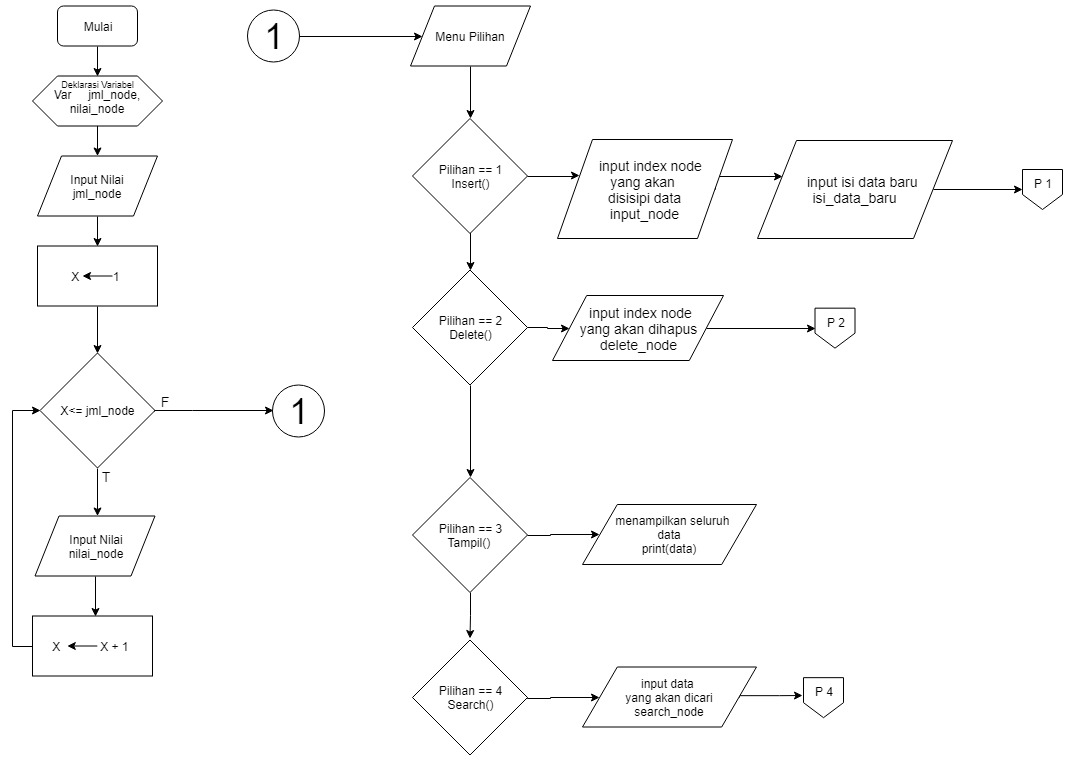 Mulai
Deklarasi Variabel
Var jml_node,
nilai_node
Input Nilai
jml_node
X 1
X<= jml_node
F
1
T
Input Nilai
nilai_node
X X + 1
1
Menu Pilihan
Pilihan == 1
Insert()
input index node
yang akan
disisipi data
input_node
input isi data baru
isi_data_baru
P 1
Pilihan == 2
Delete()
input index node
yang akan dihapus
delete_node
P 2
Pilihan == 3
Tampil()
menampilkan seluruh
data
print(data)
Pilihan == 4
Search()
input data
yang akan dicari
search_node
P 4